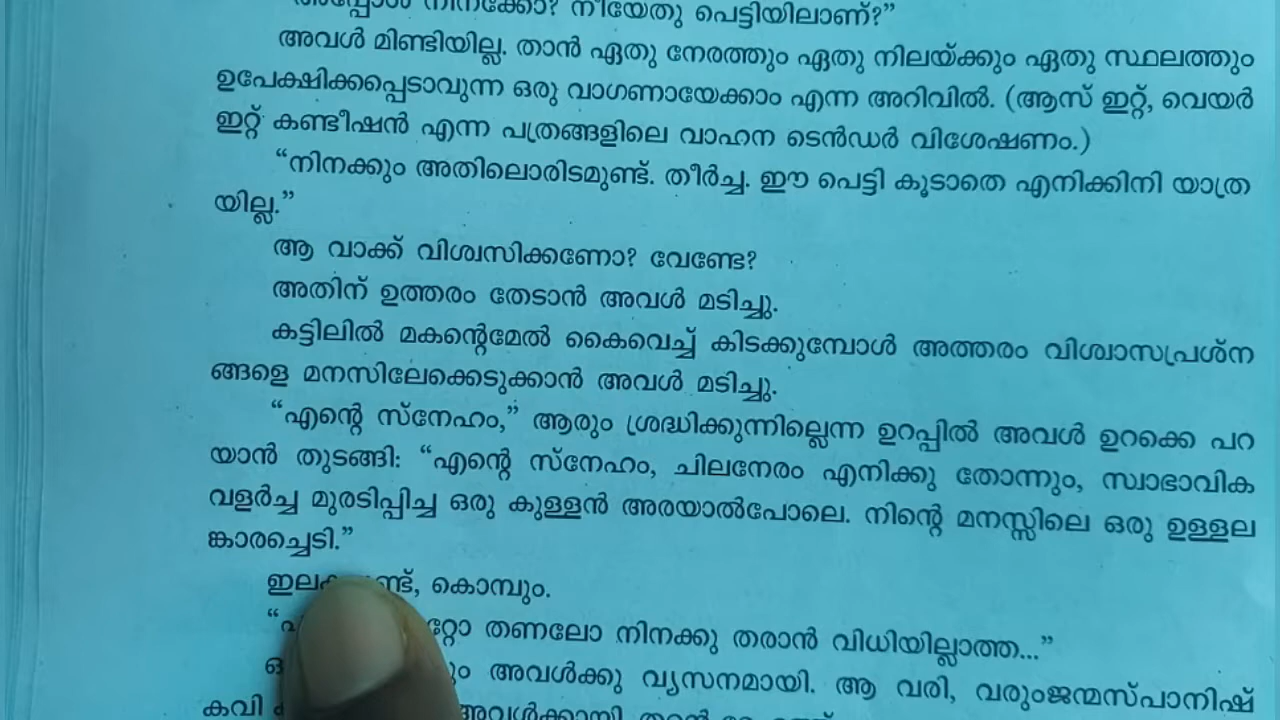 നിനക്കോ? നീയേതു പെട്ടിയിലാണ്?”
അവൾ മിണ്ടിയില്ല. താൻ ഏതു നേരത്തും ഏതു നിലയ്ക്കും ഏതു സ്ഥലത്തും
ഉപേക്ഷിക്കപ്പെടാവുന്ന ഒരു വാഗണായേക്കാം എന്ന അറിവിൽ. (ആസ് ഇറ്റ്, വെയർ
ഇറ്റ് കണ്ടീഷൻ എന്ന പത്രങ്ങളിലെ വാഹന ടെൻഡർ വിശേഷണം.)
“നിനക്കും അതിലൊരിടമുണ്ട്. തീർച്ച. ഈ പെട്ടി കൂടാതെ എനിക്കിനി യാത്ര
യില്ല.”
ആ വാക്ക് വിശ്വസിക്കണോ? വേണ്ടേ?
അതിന് ഉത്തരം തേടാൻ അവൾ മടിച്ചു.
കട്ടിലിൽ മകന്റെമേൽ കൈവെച്ച് കിടക്കുമ്പോൾ അത്തരം വിശ്വാസപ്രശ്ന
ങ്ങളെ മനസിലേക്കെടുക്കാൻ അവൾ മടിച്ചു.
“എന്റെ സ്നേഹം,” ആരും ശ്രദ്ധിക്കുന്നില്ലെന്ന ഉറപ്പിൽ അവൾ ഉറക്കെ പറ
യാൻ തുടങ്ങി: “എന്റെ സ്നേഹം, ചിലനേരം എനിക്കു തോന്നും, സ്വാഭാവിക
വളർച്ച മുരടിപ്പിച്ച ഒരു കുള്ളൻ അരയാൽപോലെ. നിന്റെ മനസ്സിലെ ഒരു ഉള്ളല
ങ്കാരച്ചെടി.”
കൊമ്പും.
തണലോ നിനക്കു തരാൻ വിധിയില്ലാത്ത...”
അവൾക്കു വ്യസനമായി. ആ വരി, വരുംജന്മസ്പാനിഷ്
കവി